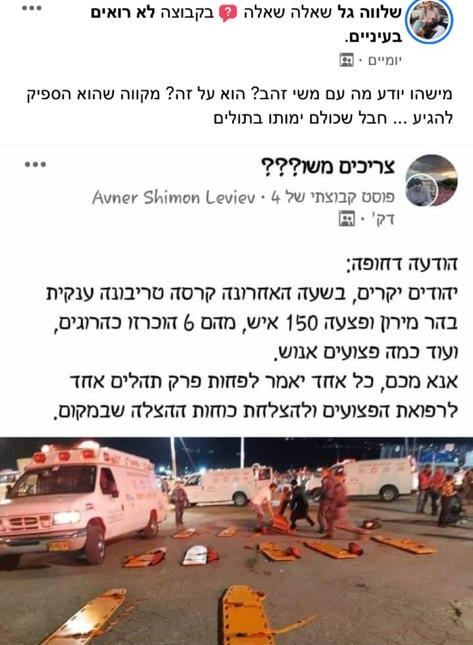 שלווה גל שאלה שאלה ? בקבוצה לא רואים
בעיניים.
יומיים ·
מישהו יודע מה עם משי זהב? הוא על זה? מקווה שהוא הספיק
להגיע ... חבל שכולם ימותו בתולים
צריכים משו???
פוסט קבוצתי של Avner Shimon Leviev · 4
דק' ·
הודעה דחופה:
יהודים יקרים, בשעה האחרונה קרסה טריבונה ענקית
בהר מירון ופצעה 150 איש, מהם 6 הוכרזו כהרוגים,
ועוד כמה פצועים אנוש.
אנא מכם, כל אחד יאמר לפחות פרק תהלים אחד
לרפואת הפצועים ולהצלחת כוחות ההצלה שבמקום.